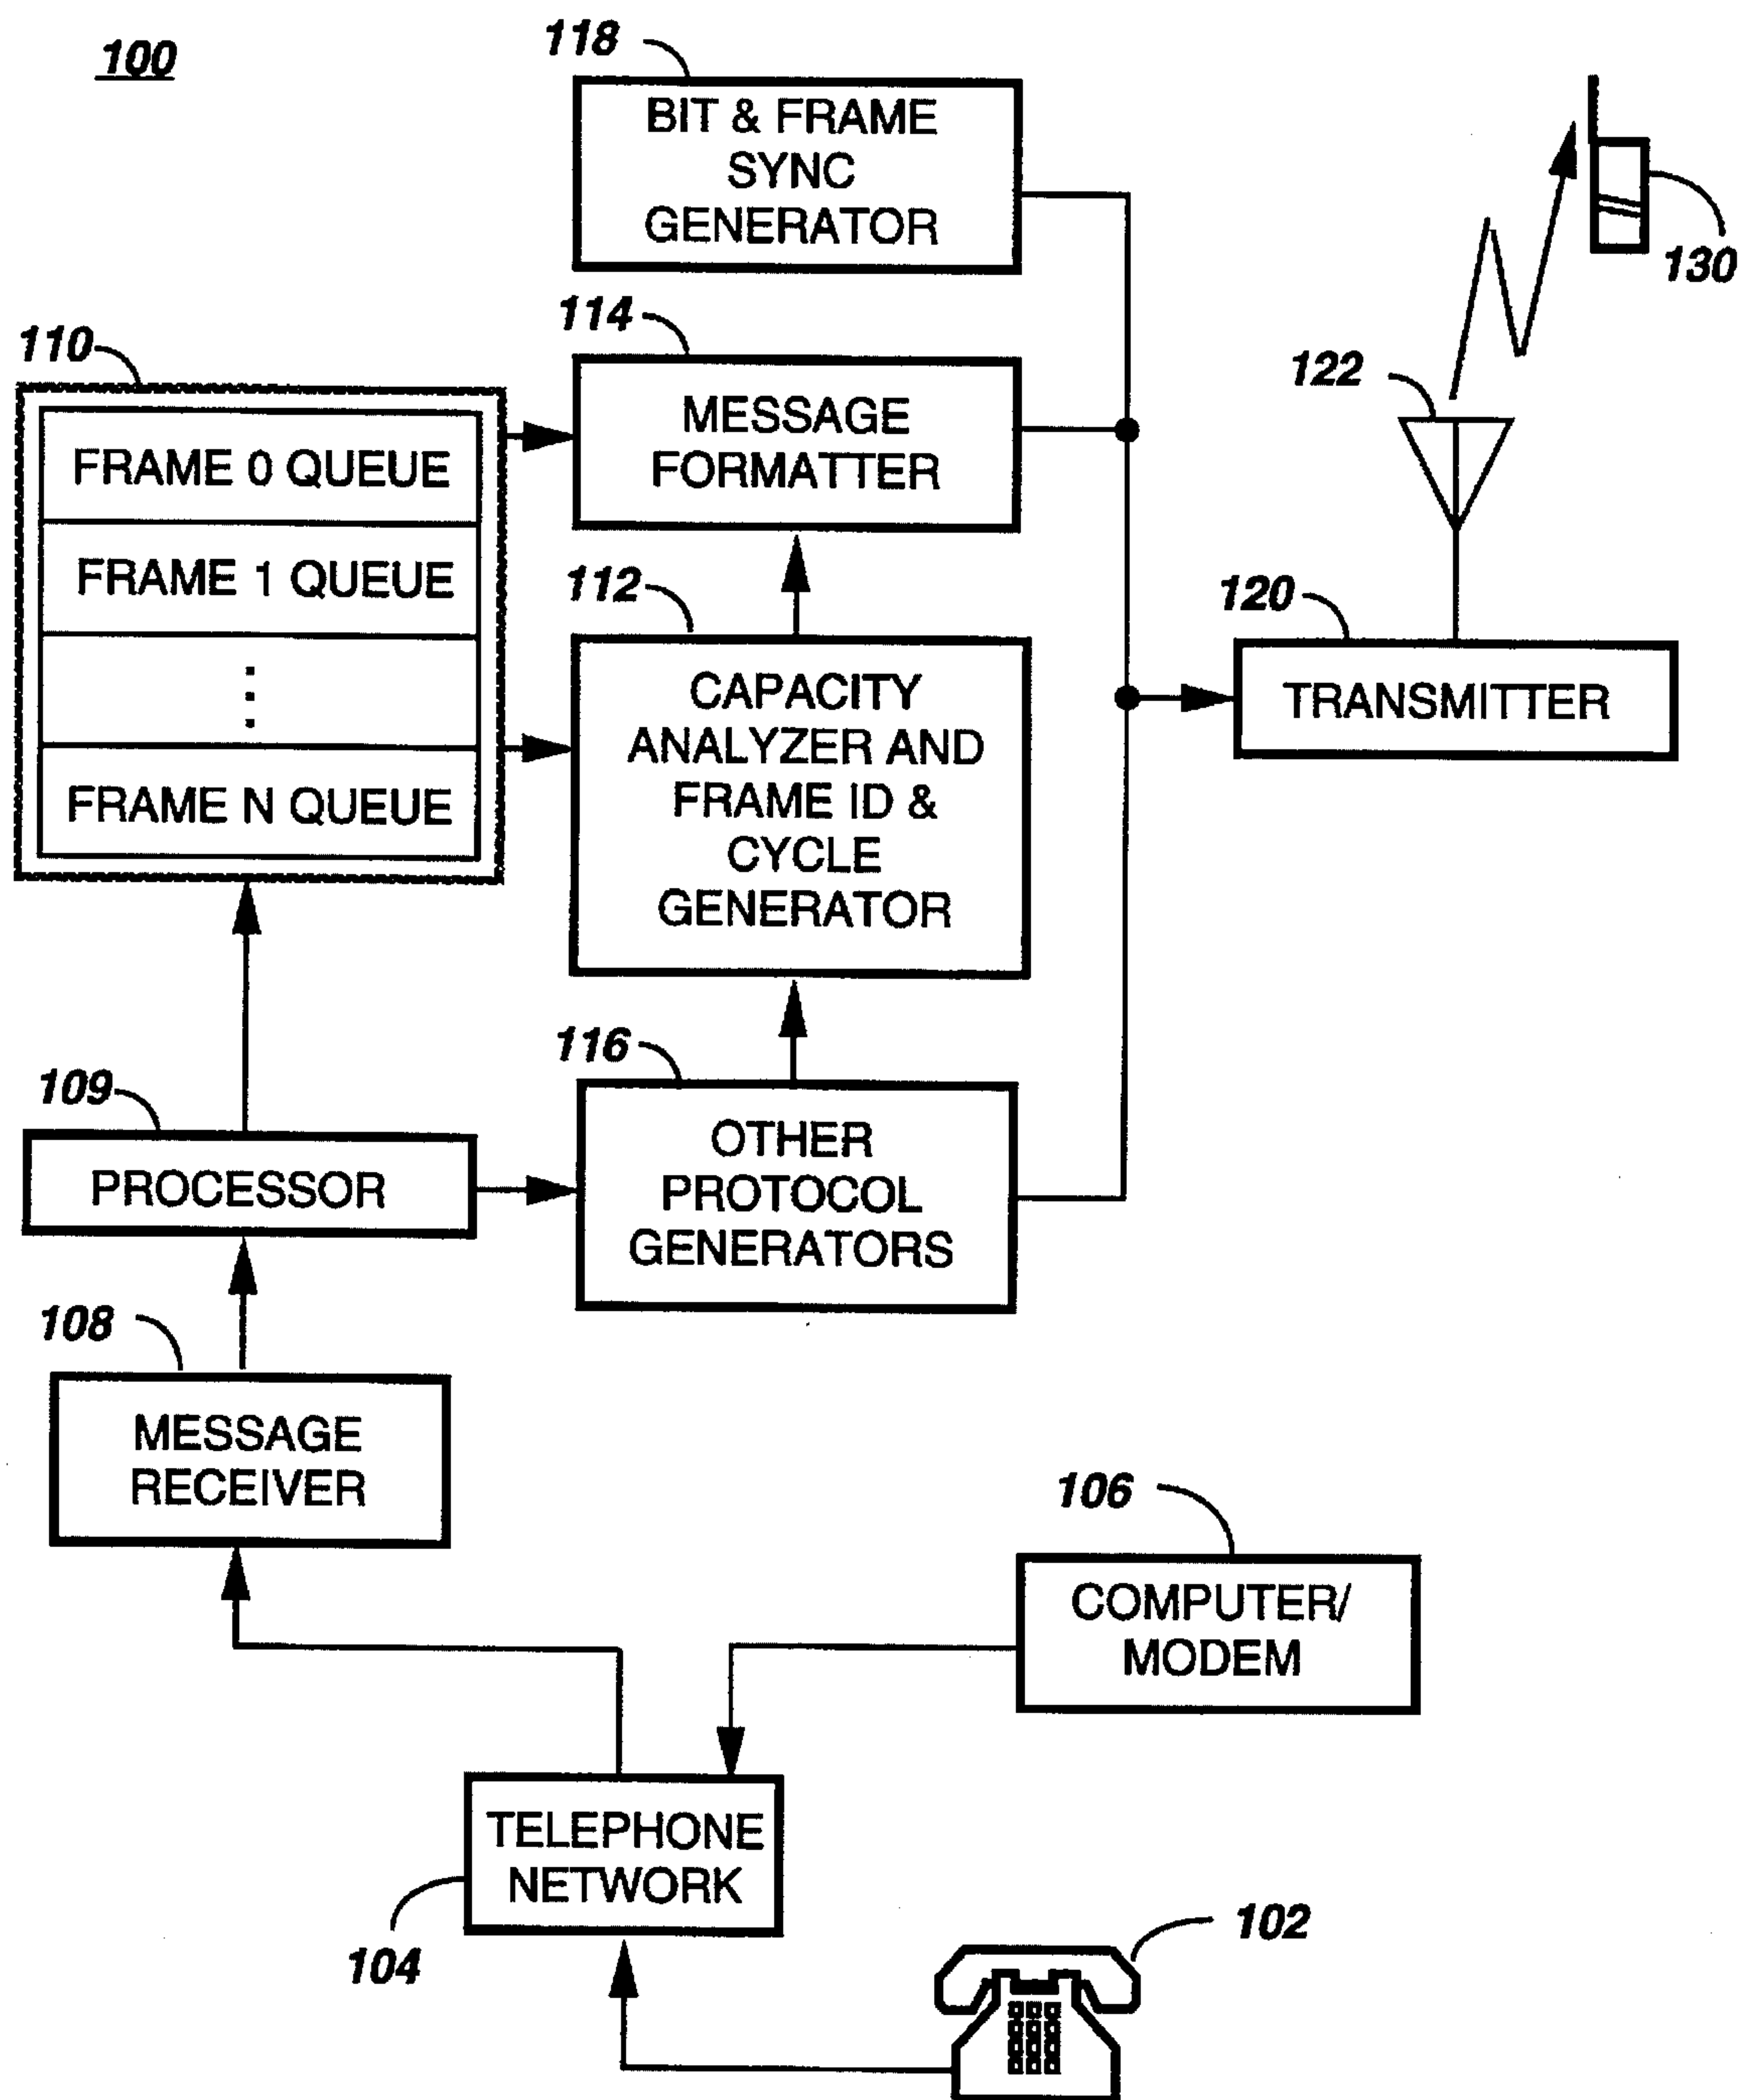 100
118
BIT & FRAME
SYNC
GENERATOR
130
114
MESSAGE
FORMATTER
110
FRAME 0 QUEUE
FRAME 1 QUEUE
⋮
FRAME N QUEUE
122
112
CAPACITY
ANALYZER AND
FRAME ID &
CYCLE
GENERATOR
120
TRANSMITTER
116
OTHER
PROTOCOL
GENERATORS
109
PROCESSOR
108
MESSAGE
RECEIVER
106
COMPUTER/
MODEM
TELEPHONE
NETWORK
104
102